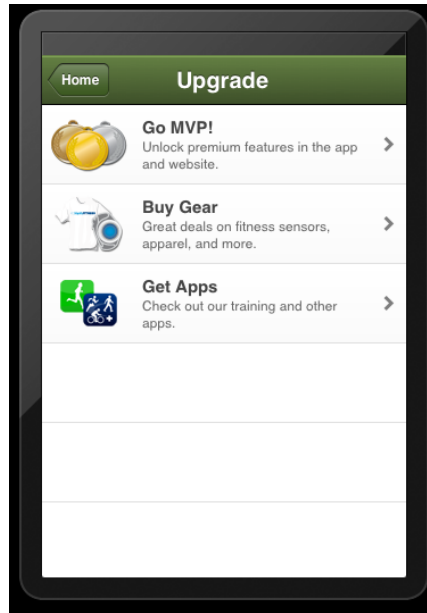 Home
Upgrade
Go MVP!
Unlock premium features in the app
and website.
Buy Gear
Great deals on fitness sensors,
apparel, and more.
Get Apps
Check out our training and other
apps.